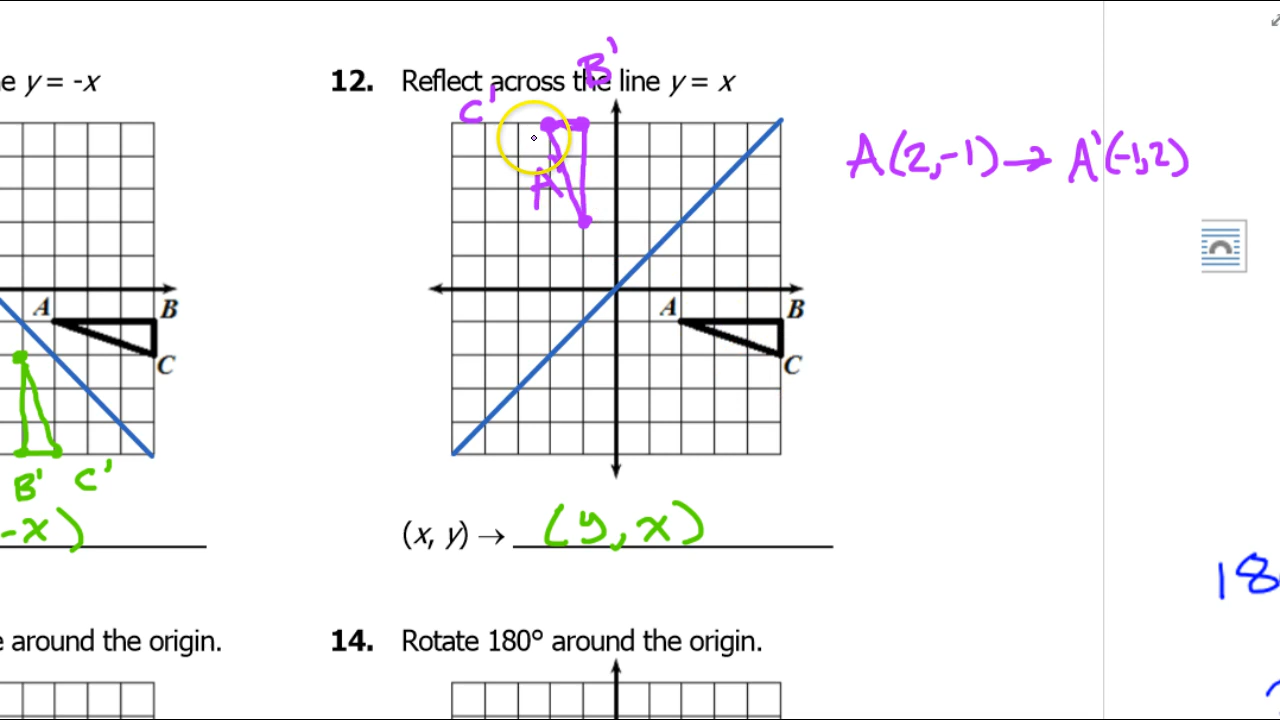 e y = -x
12. Reflect across the line y = x
B'
C'
A
A(2,-1)→A'(-1,2)
A
B
C
A
B
C
B'
C'
-x)
(x, y) → (y, x)
18
e around the origin.
14. Rotate 180° around the origin.